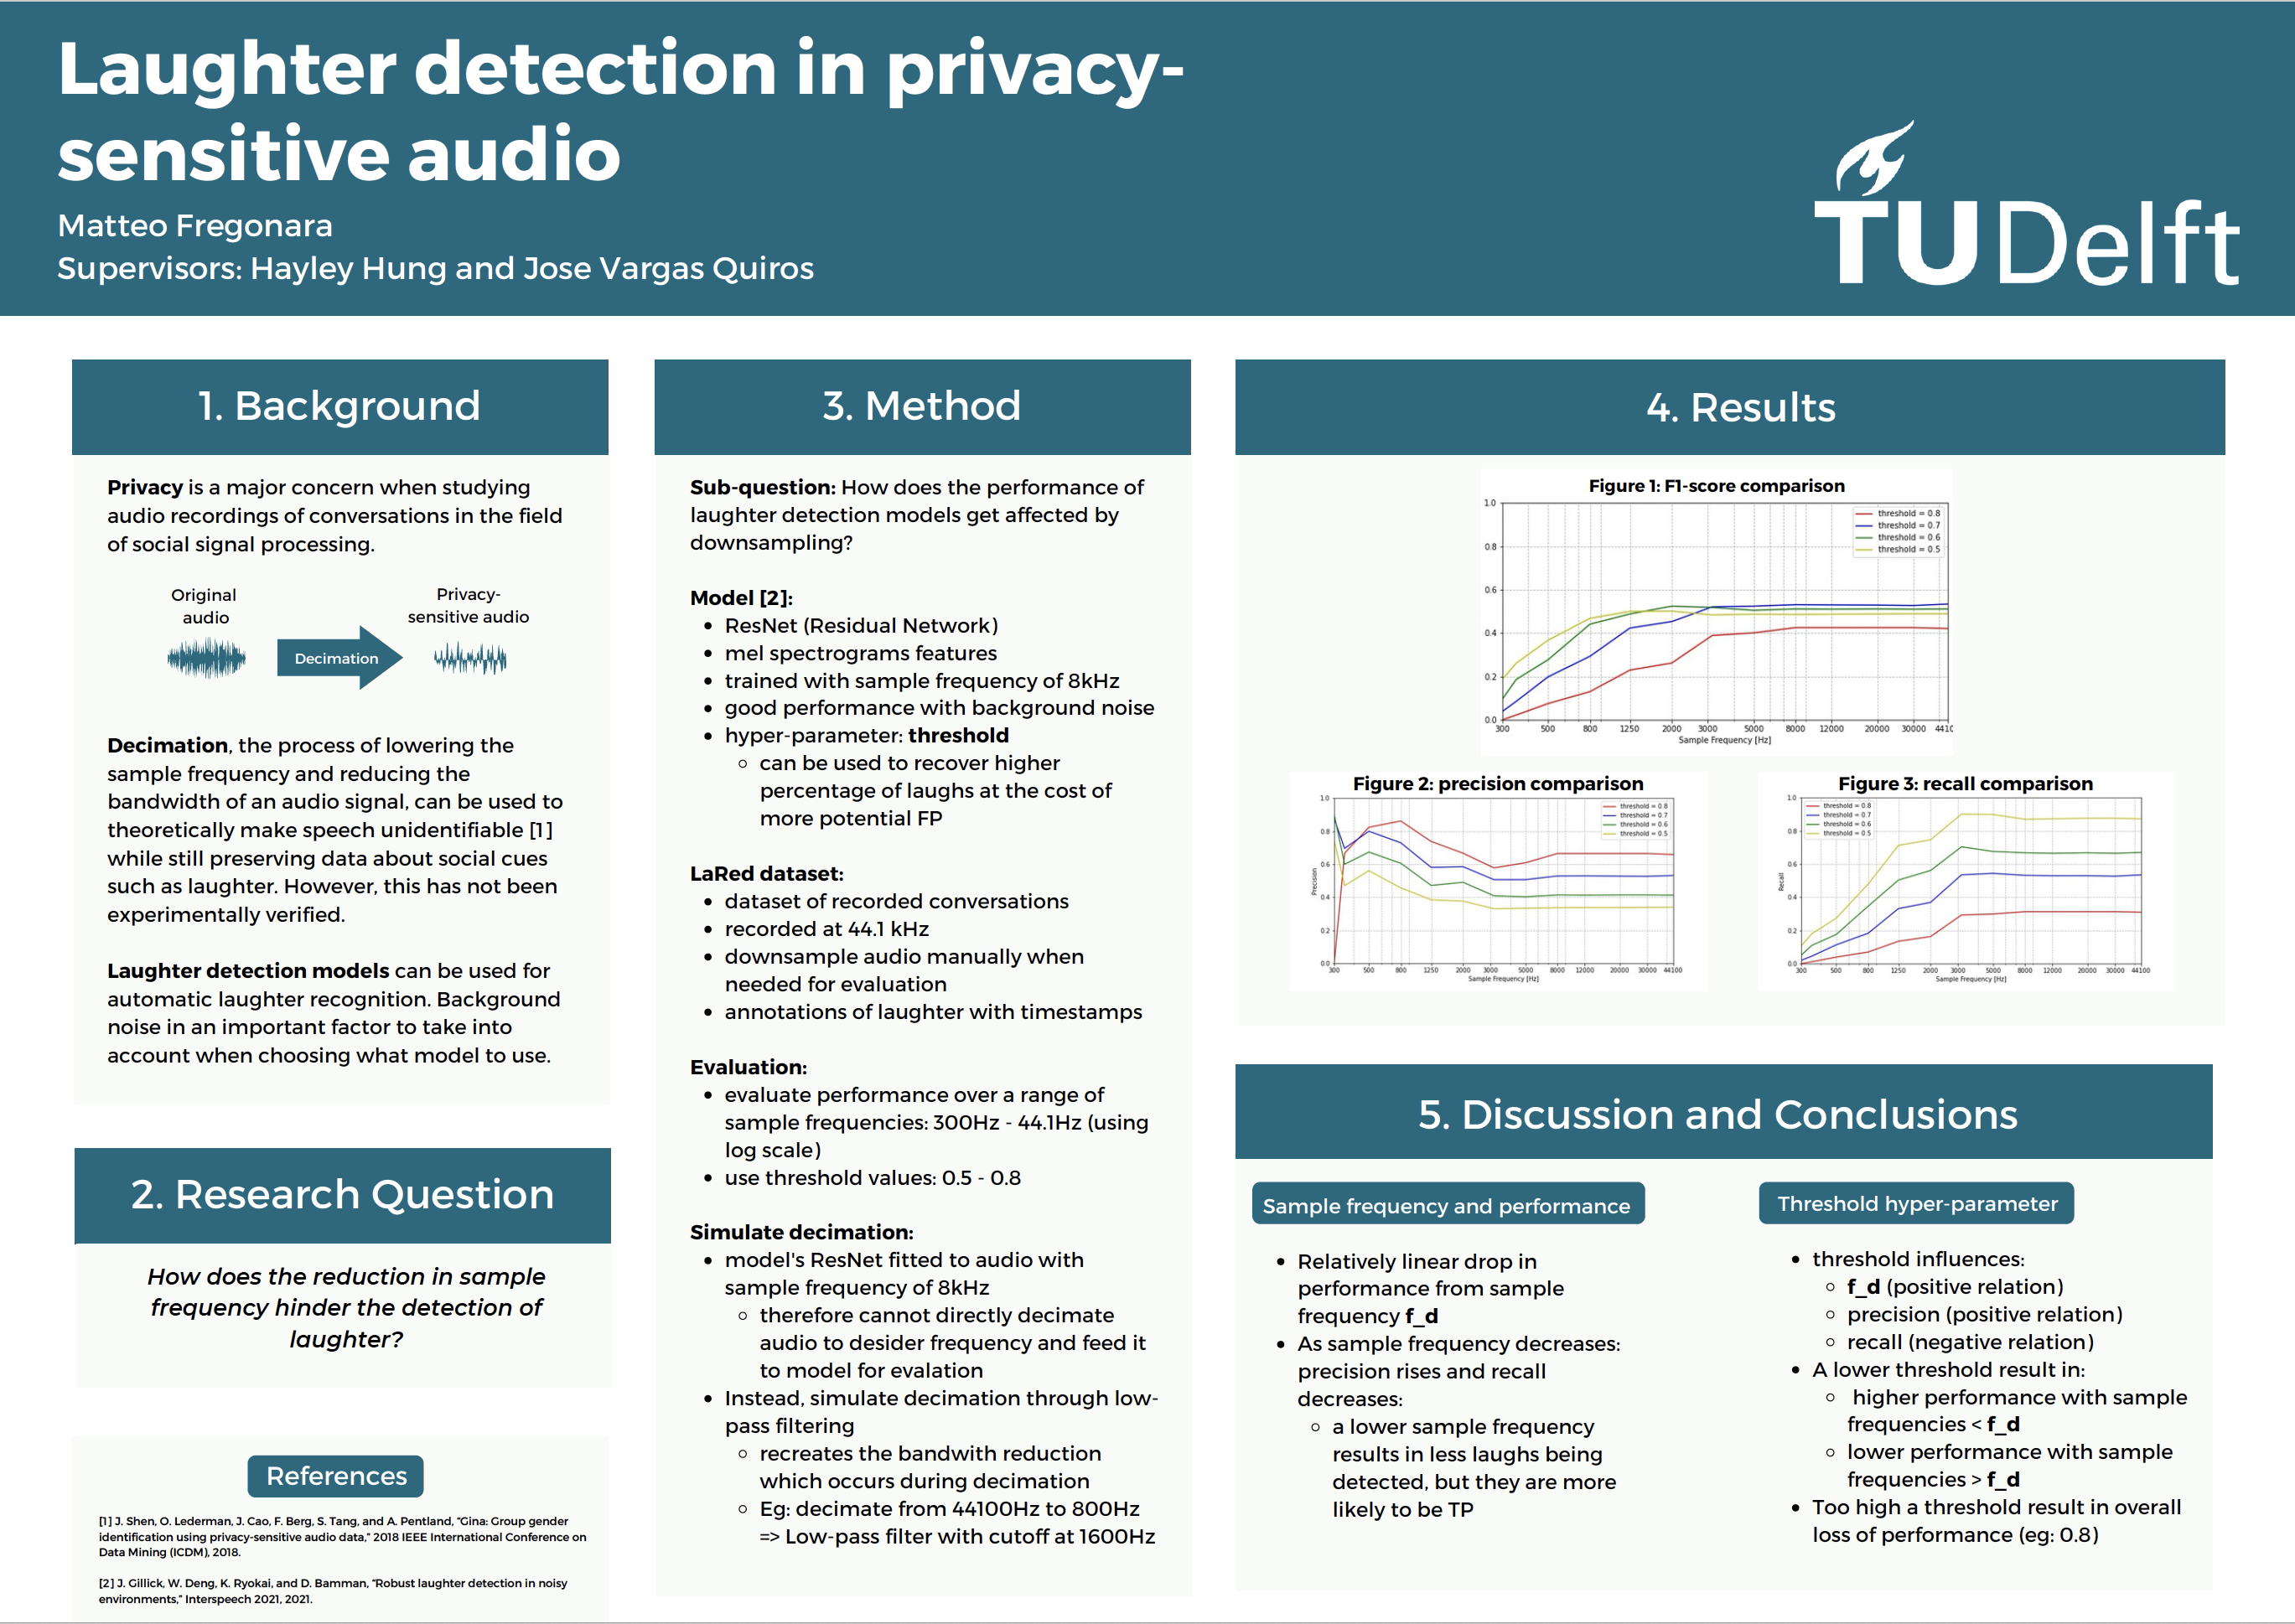 Laughter detection in privacy-
sensitive audio
Matteo Fregonara
Supervisors: Hayley Hung and Jose Vargas Quiros
TUDelft
1. Background
Privacy is a major concern when studying
audio recordings of conversations in the field
of social signal processing.
Original
audio
Decimation
Privacy-
sensitive audio
Decimation, the process of lowering the
sample frequency and reducing the
bandwidth of an audio signal, can be used to
theoretically make speech unidentifiable [1]
while still preserving data about social cues
such as laughter. However, this has not been
experimentally verified.
Laughter detection models can be used for
automatic laughter recognition. Background
noise in an important factor to take into
account when choosing what model to use.
2. Research Question
How does the reduction in sample
frequency hinder the detection of
laughter?
References
[1] J. Shen, O. Lederman, J. Cao, F. Berg, S. Tang, and A. Pentland, "Gina: Group gender
identification using privacy-sensitive audio data," 2018 IEEE International Conference on
Data Mining (ICDM), 2018.
[2] J. Gillick, W. Deng, K. Ryokai, and D. Bamman, "Robust laughter detection in noisy
environments," Interspeech 2021, 2021.
3. Method
Sub-question: How does the performance of
laughter detection models get affected by
downsampling?
Model [2]:
• ResNet (Residual Network)
• mel spectrograms features
• trained with sample frequency of 8kHz
• good performance with background noise
• hyper-parameter: threshold
◦ can be used to recover higher
percentage of laughs at the cost of
more potential FP
LaRed dataset:
• dataset of recorded conversations
• recorded at 44.1 kHz
• downsample audio manually when
needed for evaluation
• annotations of laughter with timestamps
Evaluation:
• evaluate performance over a range of
sample frequencies: 300Hz - 44.1Hz (using
log scale)
• use threshold values: 0.5 - 0.8
Simulate decimation:
• model's ResNet fitted to audio with
sample frequency of 8kHz
◦ therefore cannot directly decimate
audio to desider frequency and feed it
to model for evalation
• Instead, simulate decimation through low-
pass filtering
◦ recreates the bandwith reduction
which occurs during decimation
◦ Eg: decimate from 44100Hz to 800Hz
=> Low-pass filter with cutoff at 1600Hz
4. Results
Figure 1: F1-score comparison
1.0
0.8
0.6
0.4
0.2
0.0
threshold = 0.8
threshold = 0.7
threshold = 0.6
threshold = 0.5
300 500 800 1250 2000 3000 5000 8000 12000 20000 30000 4410
Sample Frequency [Hz]
Figure 2: precision comparison
1.0
0.8
0.6
0.4
0.2
0.0
Precision
threshold = 0.8
threshold = 0.7
threshold = 0.6
threshold = 0.5
300 500 800 1250 2000 3000 5000 8000 12000 20000 30000 44100
Sample Frequency [Hz]
Figure 3: recall comparison
1.0
0.8
0.6
0.4
0.2
0.0
Recall
threshold = 0.8
threshold = 0.7
threshold = 0.6
threshold = 0.5
300 500 800 1250 2000 3000 5000 8000 12000 20000 30000 44100
Sample Frequency [Hz]
5. Discussion and Conclusions
Sample frequency and performance
• Relatively linear drop in
performance from sample
frequency f_d
• As sample frequency decreases:
precision rises and recall
decreases:
◦ a lower sample frequency
results in less laughs being
detected, but they are more
likely to be TP
Threshold hyper-parameter
• threshold influences:
◦ f_d (positive relation)
◦ precision (positive relation)
◦ recall (negative relation)
• A lower threshold result in:
◦ higher performance with sample
frequencies < f_d
◦ lower performance with sample
frequencies > f_d
• Too high a threshold result in overall
loss of performance (eg: 0.8)